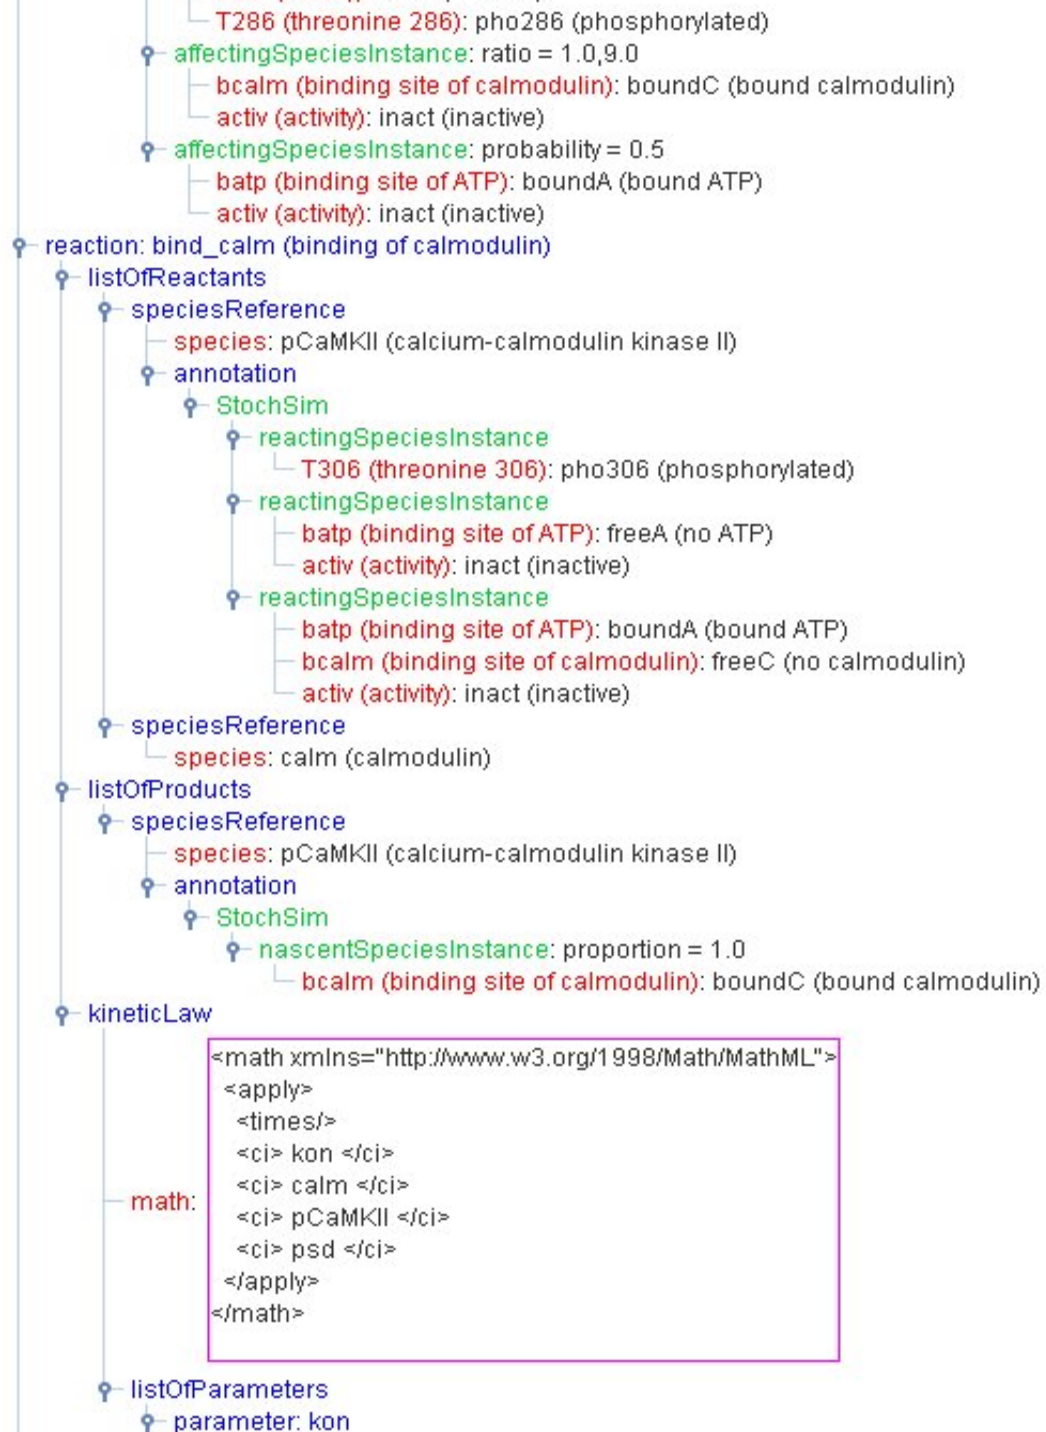 T286 (threonine 286): pho286 (phosphorylated)
affectingSpeciesInstance: ratio = 1.0,9.0
bcalm (binding site of calmodulin): boundC (bound calmodulin)
activ (activity): inact (inactive)
affectingSpeciesInstance: probability = 0.5
batp (binding site of ATP): boundA (bound ATP)
activ (activity): inact (inactive)
reaction: bind_calm (binding of calmodulin)
listOfReactants
speciesReference
species: pCaMKII (calcium-calmodulin kinase II)
annotation
StochSim
reactingSpeciesInstance
T306 (threonine 306): pho306 (phosphorylated)
reactingSpeciesInstance
batp (binding site of ATP): freeA (no ATP)
activ (activity): inact (inactive)
reactingSpeciesInstance
batp (binding site of ATP): boundA (bound ATP)
bcalm (binding site of calmodulin): freeC (no calmodulin)
activ (activity): inact (inactive)
speciesReference
species: calm (calmodulin)
listOfProducts
speciesReference
species: pCaMKII (calcium-calmodulin kinase II)
annotation
StochSim
nascentSpeciesInstance: proportion = 1.0
bcalm (binding site of calmodulin): boundC (bound calmodulin)
kineticLaw
<math xmlns="http://www.w3.org/1998/Math/MathML">
<apply>
<times/>
<ci> kon </ci>
<ci> calm </ci>
math:
<ci> pCaMKII </ci>
<ci> psd </ci>
</apply>
</math>
listOfParameters
parameter: kon